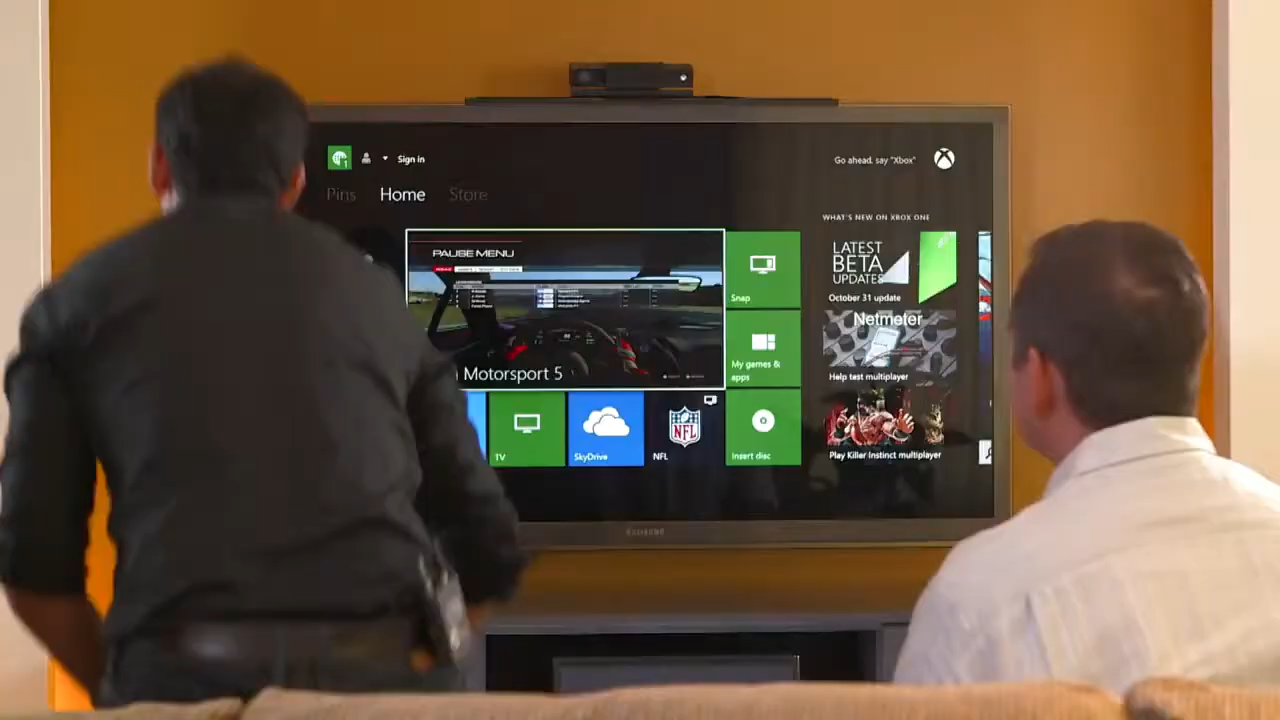 1
Sign in
Go ahead, say "Xbox"
Pins Home Store
WHAT'S NEW ON XBOX ONE
PAUSE MENU
Motorsport 5
Snap
My games &
apps
LATEST
BETA
UPDATES
October 31 update
Netmeter
Help test multiplayer
TV
SkyDrive
NFL
NFL
Insert disc
Play Killer Instinct multiplayer
SAMSUNG